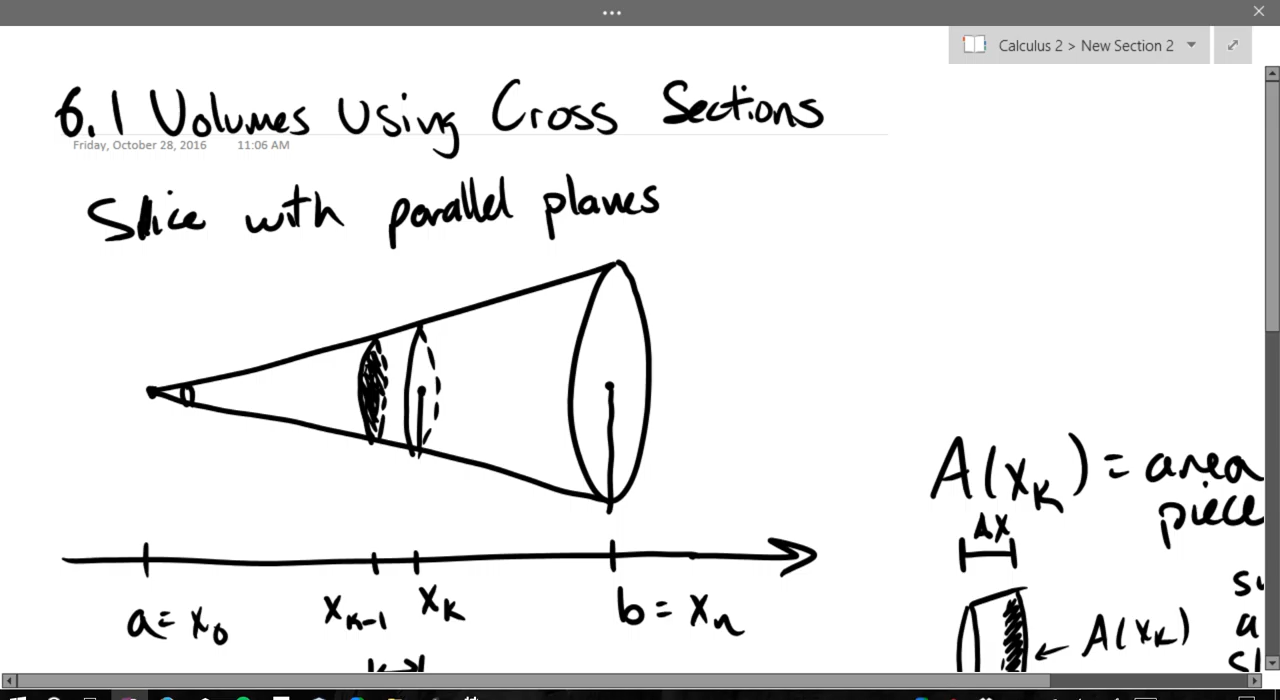 Calculus 2 > New Section 2
6.1 Volumes Using Cross Sections
Friday, October 28, 2016 11:06 AM
Slice with parallel planes
A(xₖ) = area
piece
Δx
a = x₀
xₖ₋₁
xₖ
b = xₙ
← A(xₖ)
a